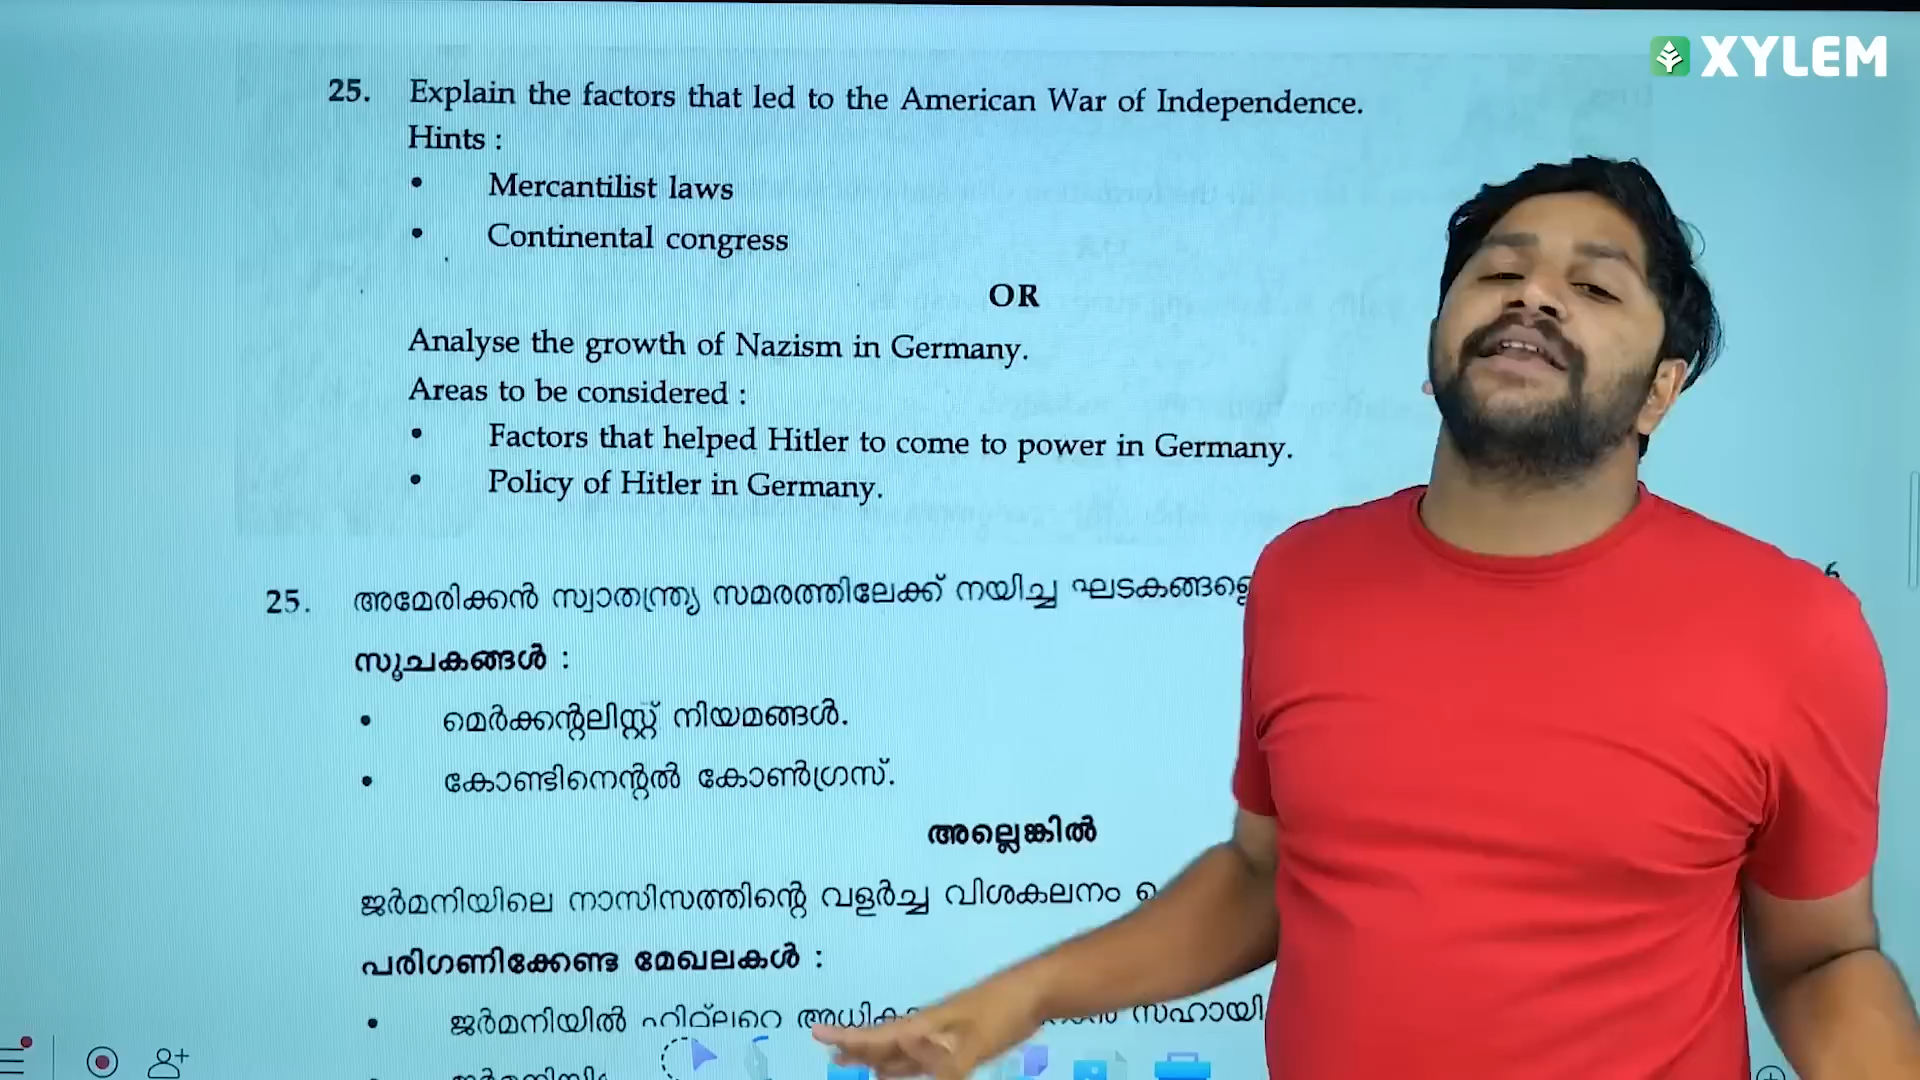 XYLEM
25. Explain the factors that led to the American War of Independence.
Hints :
• Mercantilist laws
• Continental congress
OR
Analyse the growth of Nazism in Germany.
Areas to be considered :
• Factors that helped Hitler to come to power in Germany.
• Policy of Hitler in Germany.
6
25. അമേരിക്കൻ സ്വാതന്ത്ര്യ സമരത്തിലേക്ക് നയിച്ച
സൂചകങ്ങൾ :
• മെർക്കന്റലിസ്റ്റ് നിയമങ്ങൾ.
• കോണ്ടിനെന്റൽ കോൺഗ്രസ്.
അല്ലെങ്കിൽ
ജർമനിയിലെ നാസിസത്തിന്റെ വളർച്ച വിശകലനം
പരിഗണിക്കേണ്ട മേഖലകൾ :
• ജർമനിയിൽ